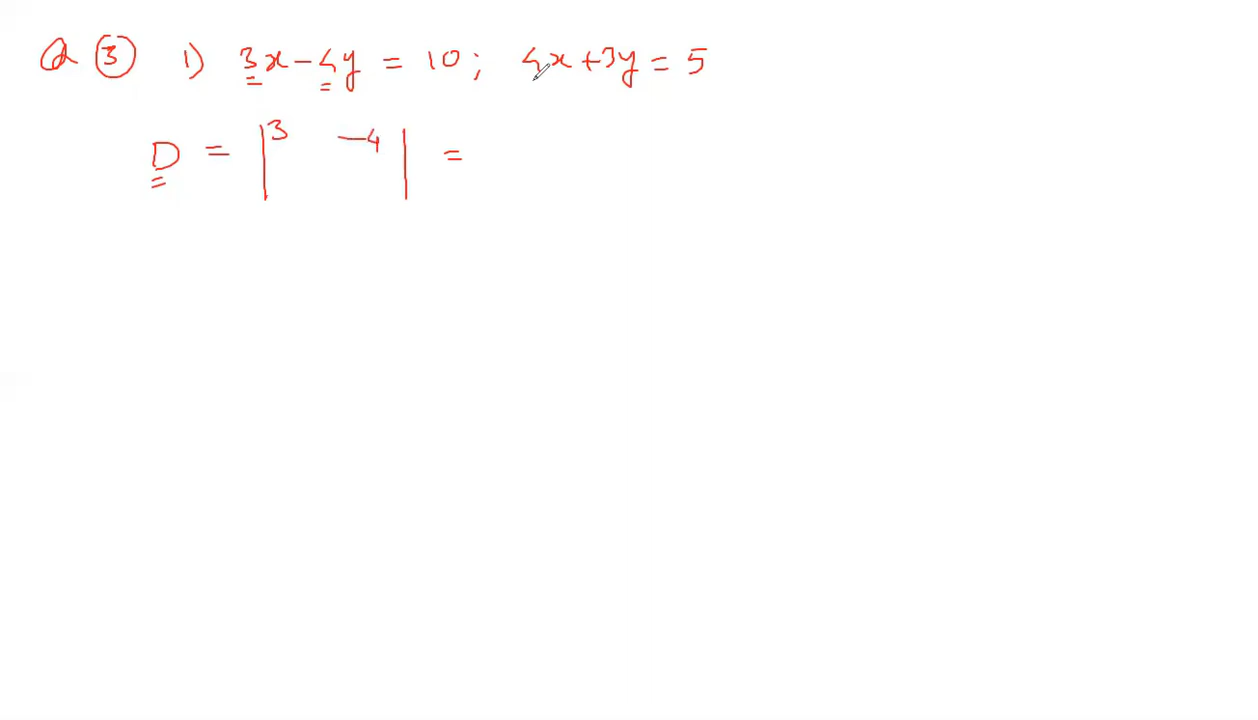 Q ③ 1) 3x - 4y = 10 ; 4x + 3y = 5
D = | 3 -4 | =